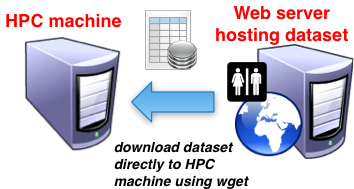 HPC machine
Web server
hosting dataset
download dataset
directly to HPC
machine using wget